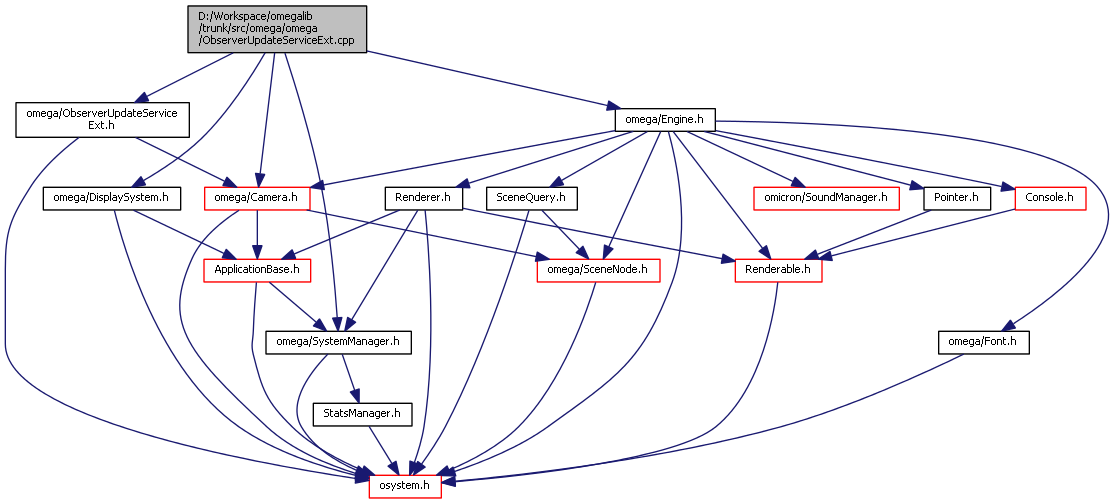 D:/Workspace/omegalib
/trunk/src/omega/omega
/ObserverUpdateServiceExt.cpp
omega/ObserverUpdateService
Ext.h
omega/Engine.h
omega/DisplaySystem.h
omega/Camera.h
Renderer.h
SceneQuery.h
omicron/SoundManager.h
Pointer.h
Console.h
ApplicationBase.h
omega/SceneNode.h
Renderable.h
omega/SystemManager.h
omega/Font.h
StatsManager.h
osystem.h